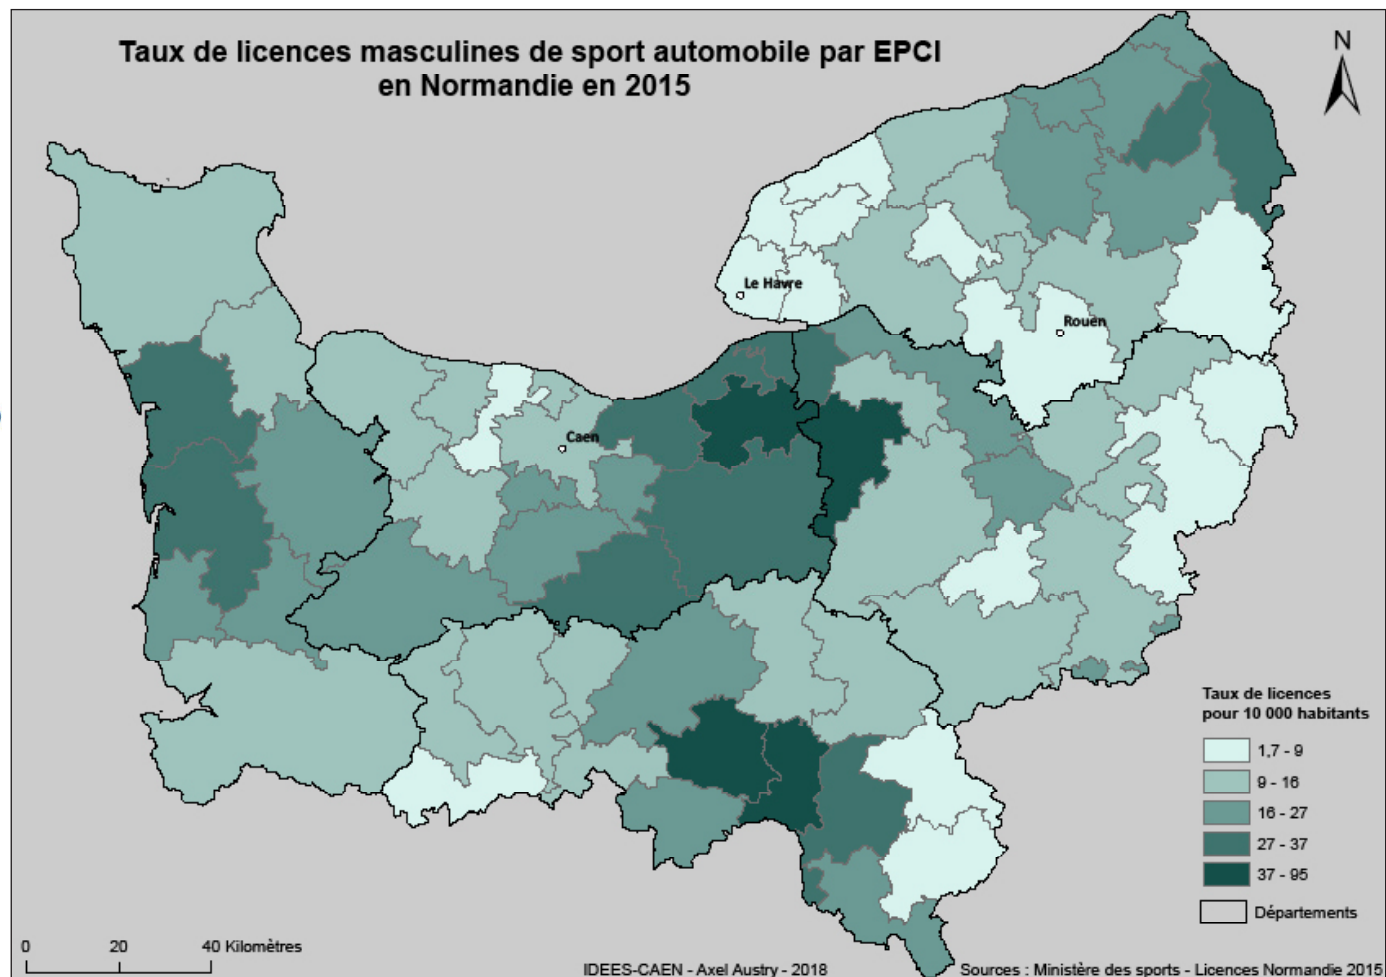 Taux de licences masculines de sport automobile par EPCI
en Normandie en 2015
N
Le Havre
Rouen
Caen
Taux de licences
pour 10 000 habitants
1,7 - 9
9 - 16
16 - 27
27 - 37
37 - 95
Départements
0 20 40 Kilomètres
IDEES-CAEN - Axel Austry - 2018
Sources : Ministère des sports - Licences Normandie 2015